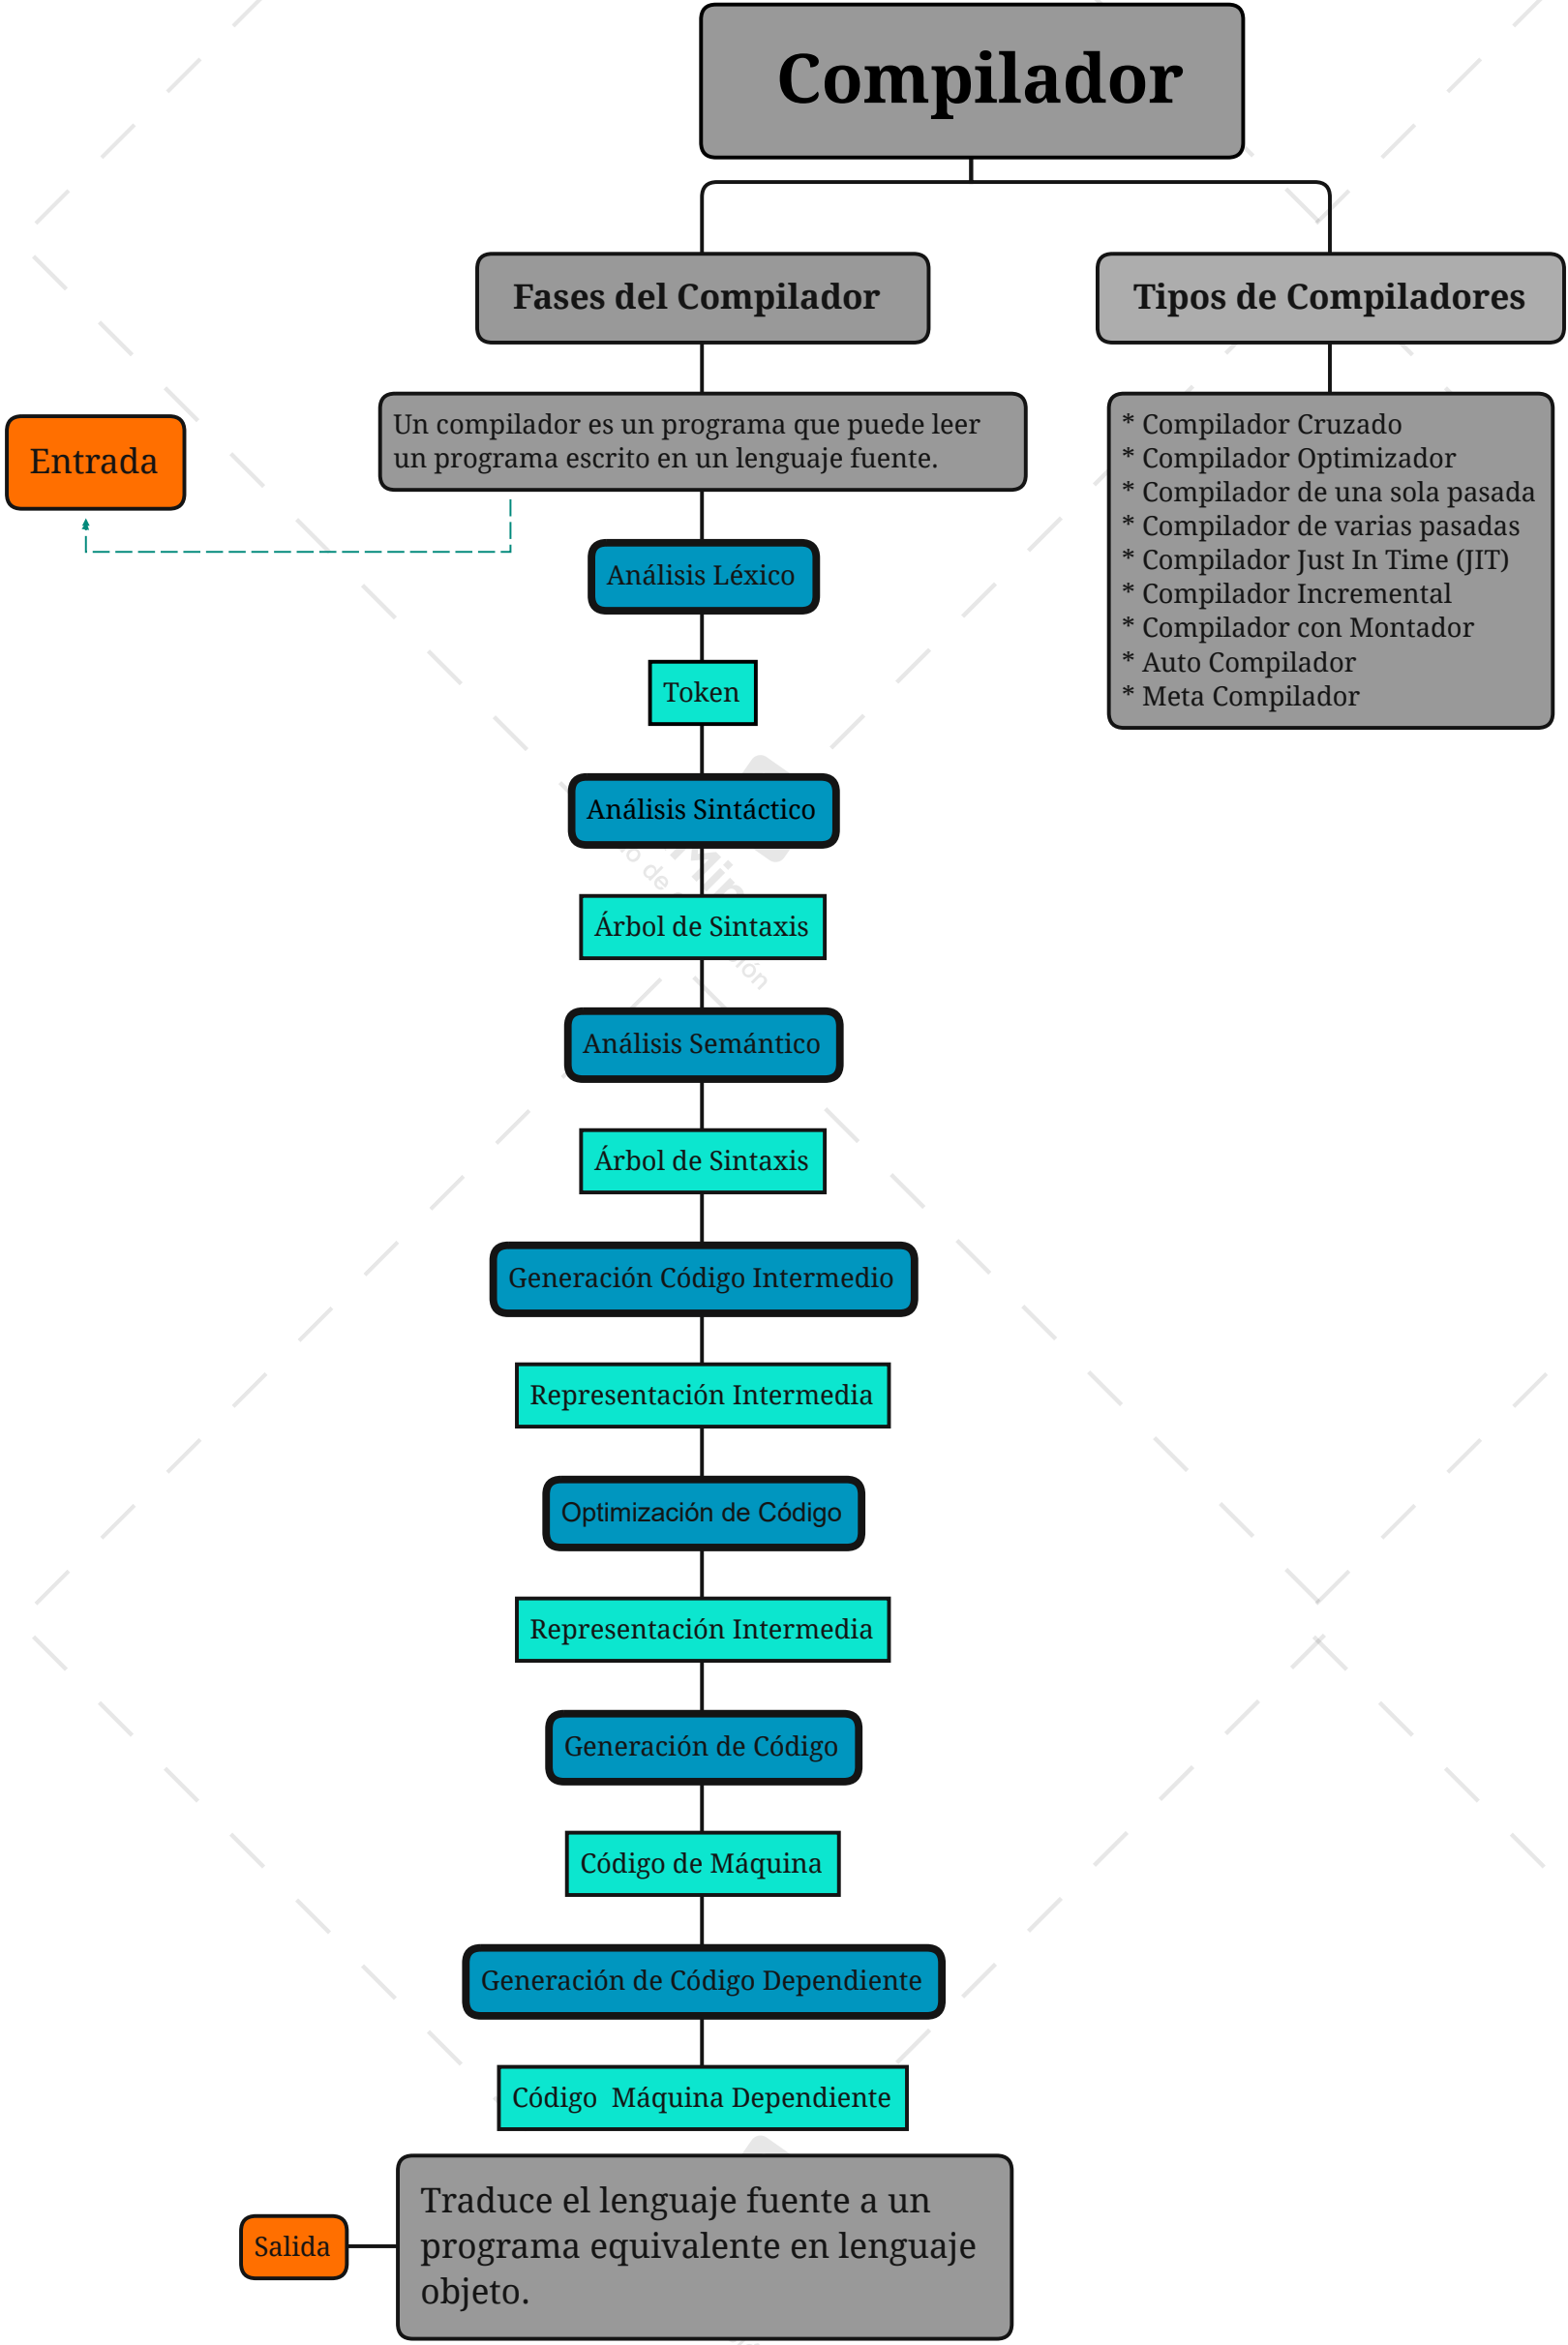 Compilador
Fases del Compilador
Tipos de Compiladores
Entrada
Un compilador es un programa que puede leer
un programa escrito en un lenguaje fuente.
* Compilador Cruzado
* Compilador Optimizador
* Compilador de una sola pasada
* Compilador de varias pasadas
* Compilador Just In Time (JIT)
* Compilador Incremental
* Compilador con Montador
* Auto Compilador
* Meta Compilador
Análisis Léxico
Token
Análisis Sintáctico
Árbol de Sintaxis
Análisis Semántico
Árbol de Sintaxis
Generación Código Intermedio
Representación Intermedia
Optimización de Código
Representación Intermedia
Generación de Código
Código de Máquina
Generación de Código Dependiente
Código  Máquina Dependiente
Salida
Traduce el lenguaje fuente a un
programa equivalente en lenguaje
objeto.